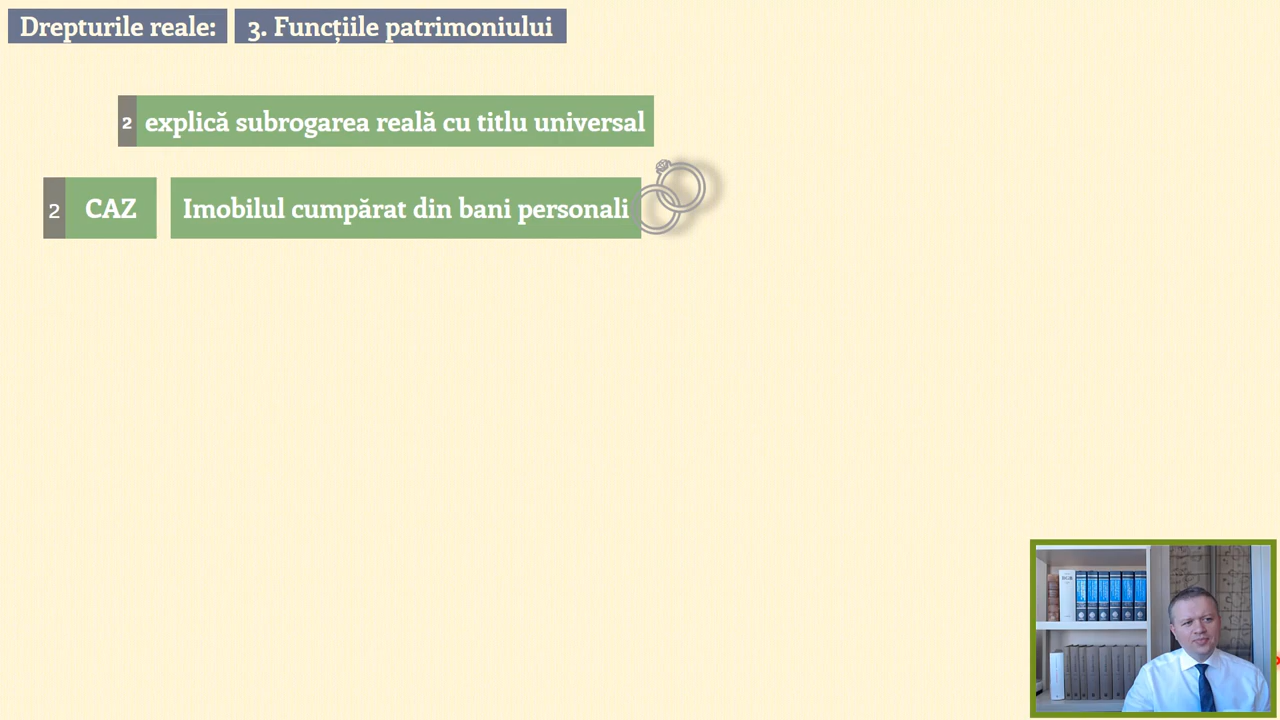 Drepturile reale: 3. Funcțiile patrimoniului
2 explică subrogarea reală cu titlu universal
2 CAZ Imobilul cumpărat din bani personali